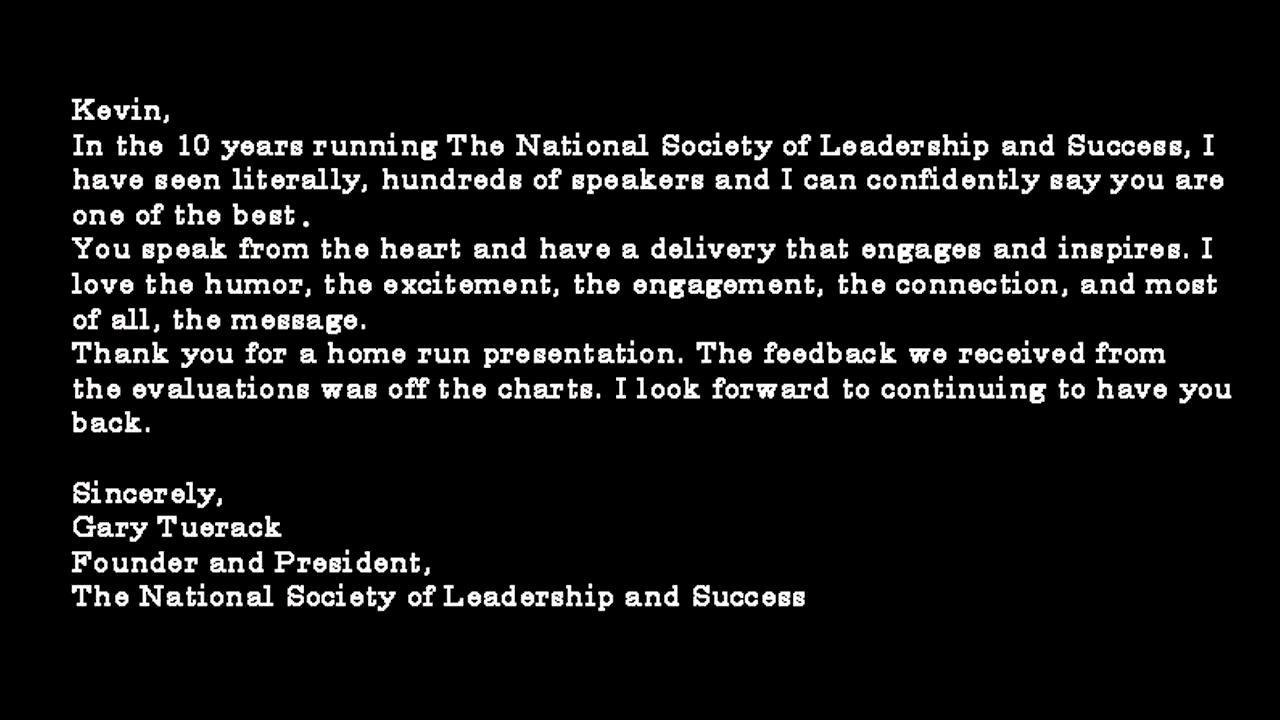 Kevin,
In the 10 years running The National Society of Leadership and Success, I
have seen literally, hundreds of speakers and I can confidently say you are
one of the best.
You speak from the heart and have a delivery that engages and inspires. I
love the humor, the excitement, the engagement, the connection, and most
of all, the message.
Thank you for a home run presentation. The feedback we received from
the evaluations was off the charts. I look forward to continuing to have you
back.
Sincerely,
Gary Tuerack
Founder and President,
The National Society of Leadership and Success